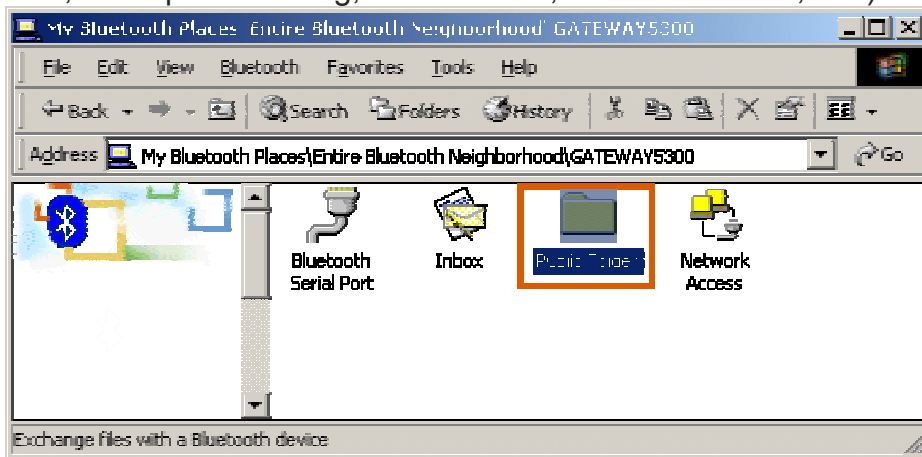 My Bluetooth Places\Entire Bluetooth Neighborhood\GATEWAY5300
File Edit View Bluetooth Favorites Tools Help
Back Search Folders History
Address My Bluetooth Places\Entire Bluetooth Neighborhood\GATEWAY5300 Go
Bluetooth Serial Port
Inbox
Public Folders
Network Access
Exchange files with a Bluetooth device